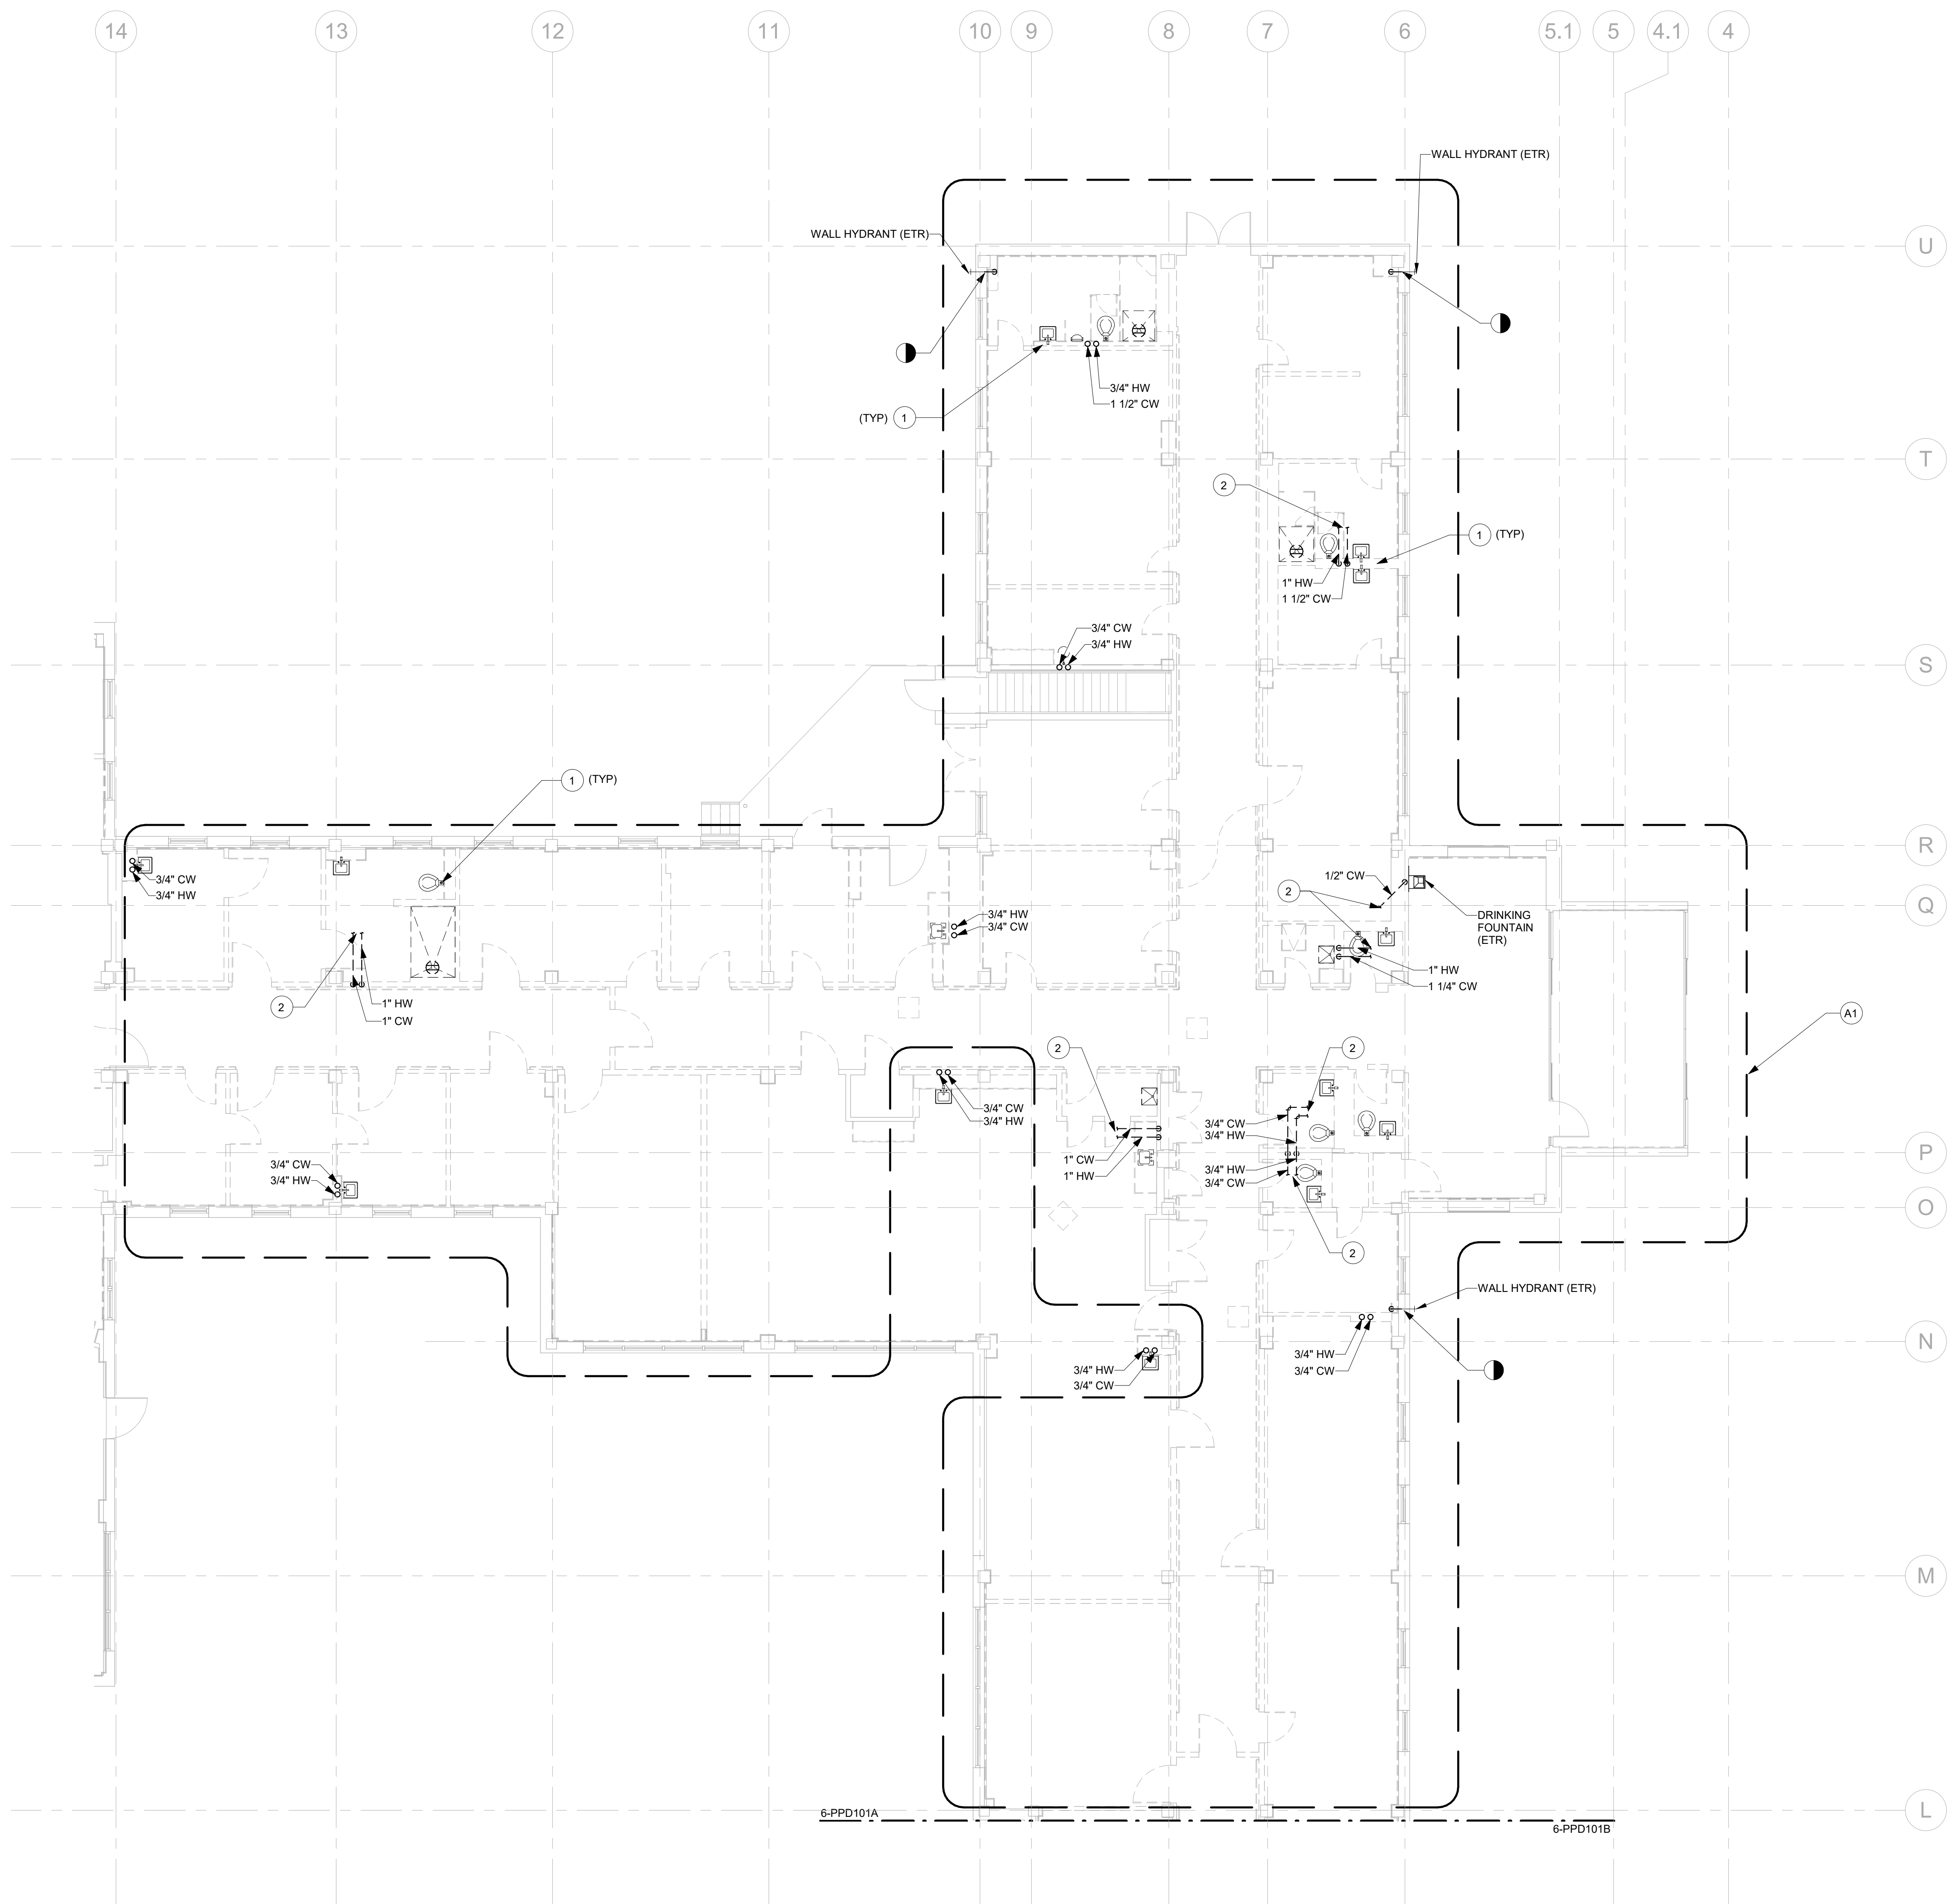 14 13 12 11 10 9 8 7 6 5.1 5 4.1 4
WALL HYDRANT (ETR)
WALL HYDRANT (ETR)
U
3/4" HW
1 1/2" CW
(TYP) 1
T
2
1 (TYP)
1" HW
1 1/2" CW
3/4" CW
3/4" HW
S
1 (TYP)
R
3/4" CW
3/4" HW
1/2" CW
2
Q
3/4" HW
3/4" CW
DRINKING
FOUNTAIN
(ETR)
1" HW
1 1/4" CW
2
1" HW
1" CW
A1
2
2
3/4" CW
3/4" HW
3/4" CW
3/4" HW
1" CW
1" HW
3/4" HW
3/4" CW
P
3/4" CW
3/4" HW
O
2
WALL HYDRANT (ETR)
N
3/4" HW
3/4" CW
3/4" HW
3/4" CW
M
L
6-PPD101A
6-PPD101B